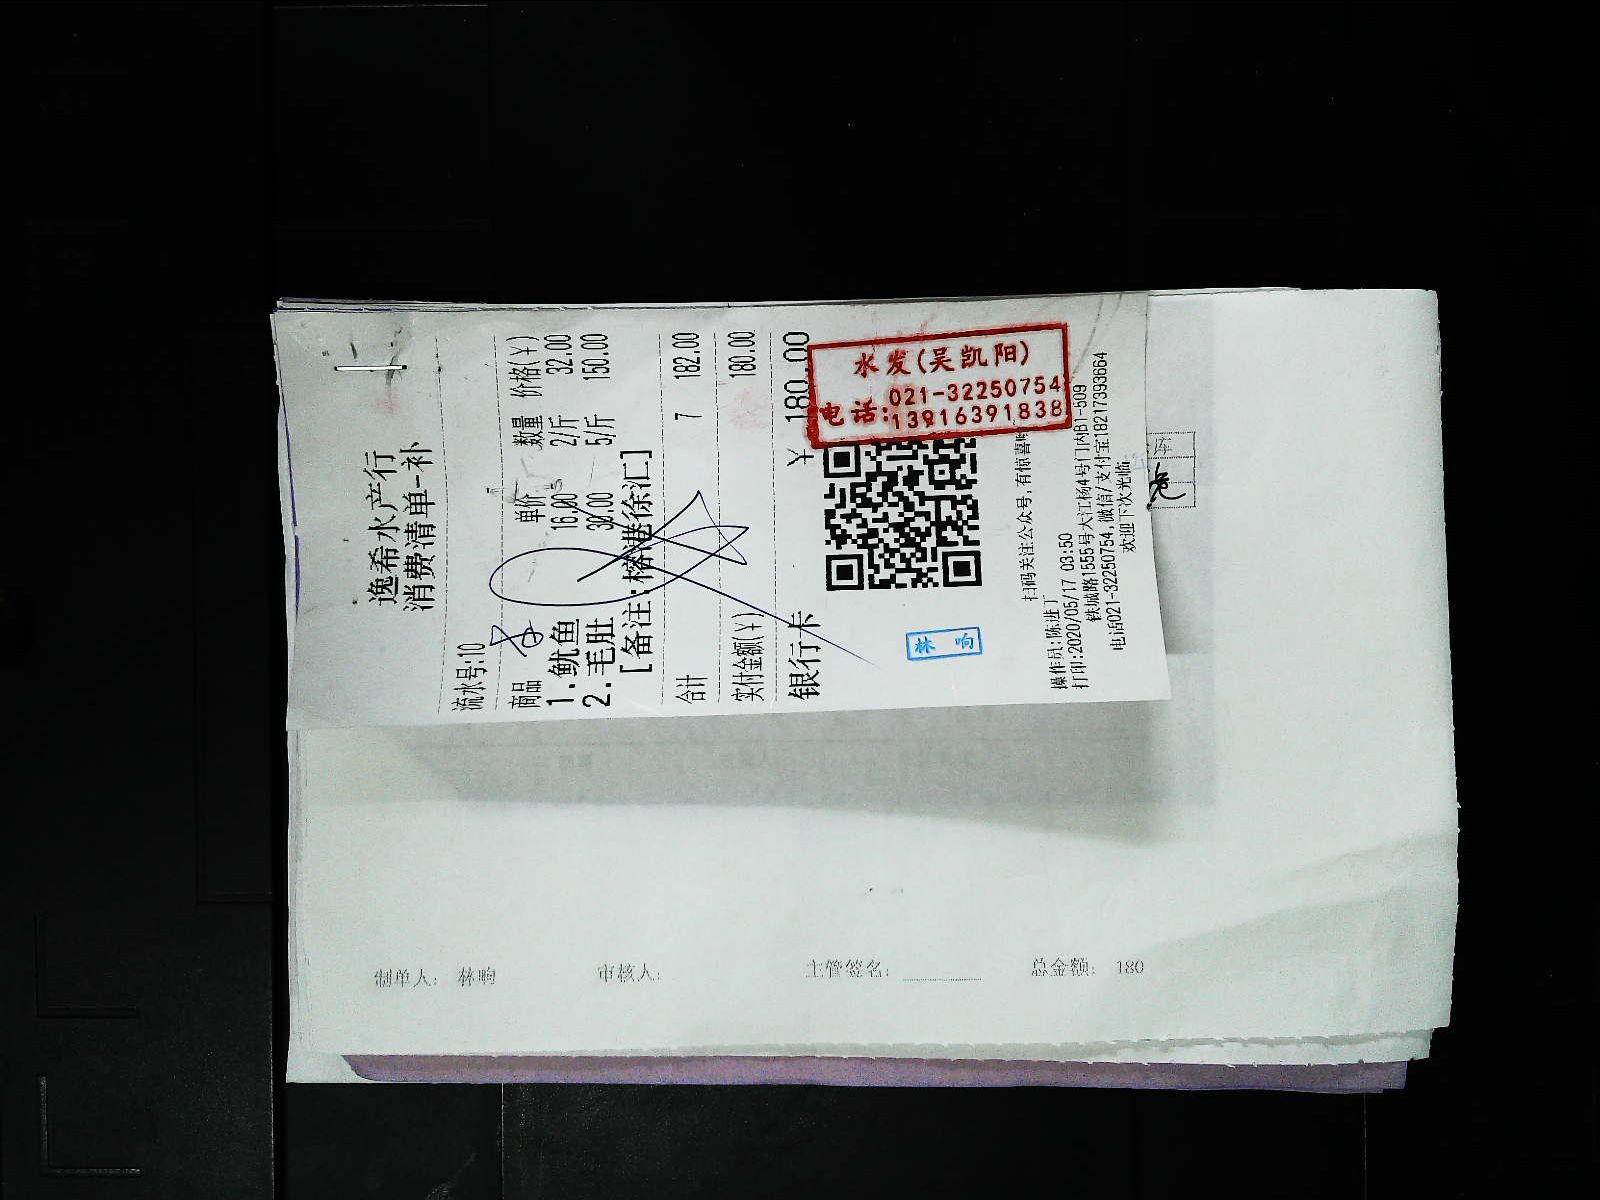 逸希水产行
消费清单-补
流水号:10
商品 单价 数量 价格(¥)
1.鱿鱼 16.00 2/斤 32.00
2.毛肚 30.00 5/斤 150.00
[备注:榕港徐汇]
合计 7 182.00
实付金额(¥) 180.00
银行卡 180.00
水发(吴凯阳)
电话:021-32250754
13916391838
林响
扫码关注公众号,有惊喜
操作员:陈进丁
打印:2020/05/17 03:50
铁城路1555号大江杨4号门内B1-509
电话021-32250754,微信/支付宝18217393664
欢迎下次光临
制单人: 林响 审核人: 主管签名: 总金额: 180